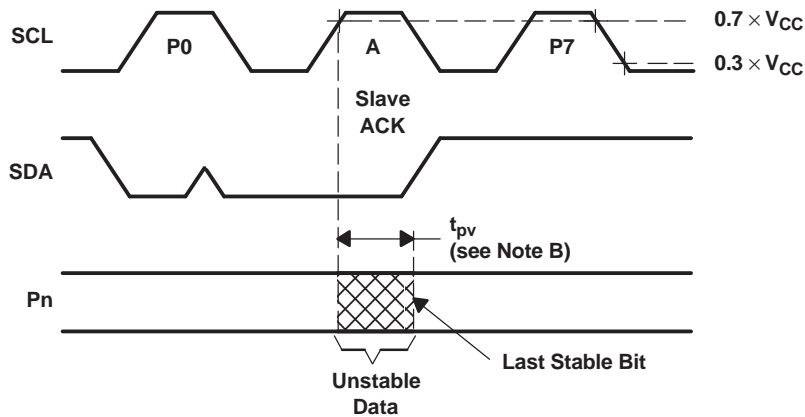 SCL
P0
A
P7
0.7 × VCC
0.3 × VCC
Slave
ACK
SDA
tpv
(see Note B)
Pn
Last Stable Bit
Unstable
Data